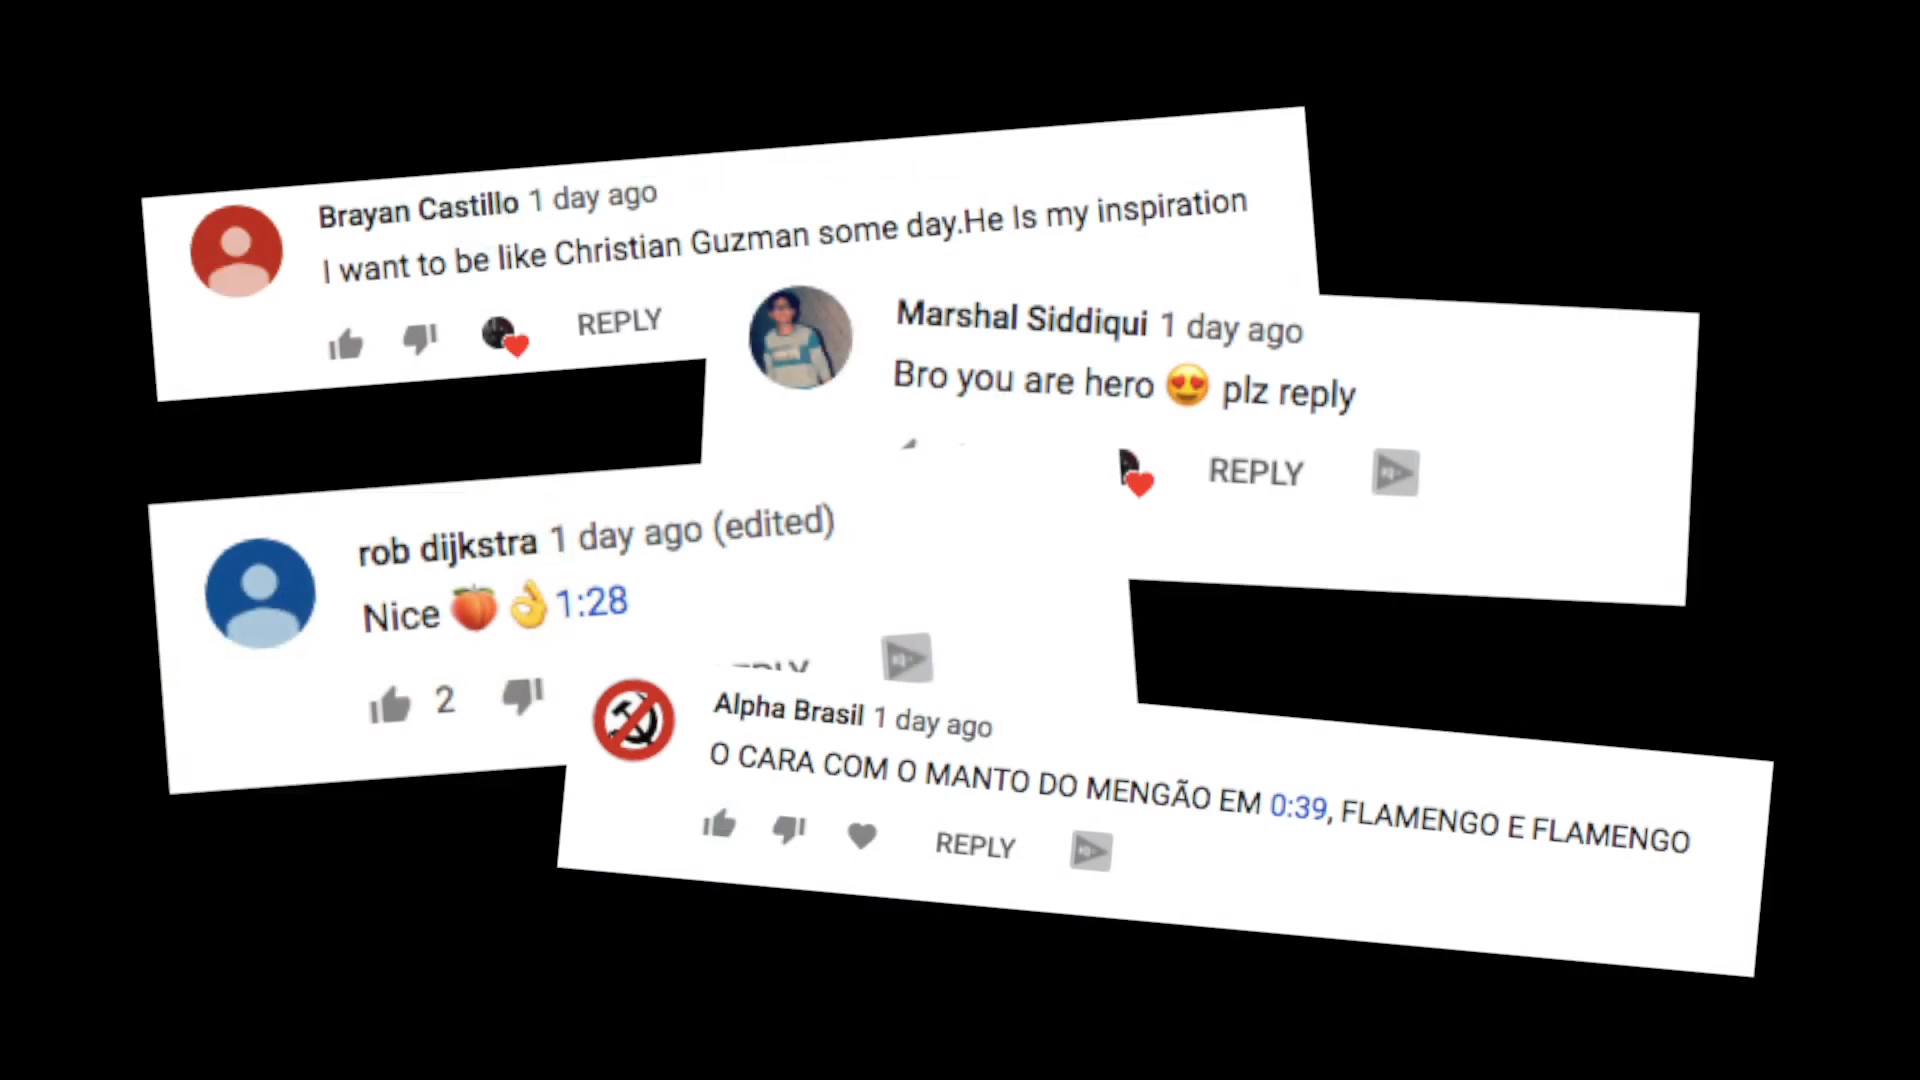 Brayan Castillo 1 day ago
I want to be like Christian Guzman some day.He Is my inspiration
REPLY
Marshal Siddiqui 1 day ago
Bro you are hero 😍 plz reply
REPLY
rob dijkstra 1 day ago (edited)
Nice 🍑 👌 1:28
2
Alpha Brasil 1 day ago
O CARA COM O MANTO DO MENGÃO EM 0:39, FLAMENGO E FLAMENGO
REPLY